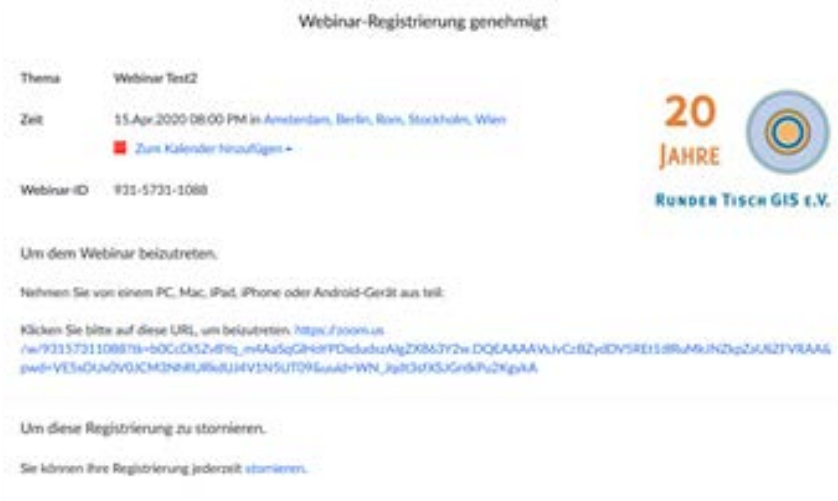 Webinar-Registrierung genehmigt
Thema Webinar Test2
Zeit 15.Apr.2020 08:00 PM in Amsterdam, Berlin, Rom, Stockholm, Wien
Zum Kalender hinzufügen
Webinar-ID 931-5731-1088
20
JAHRE
RUNDER TISCH GIS E.V.
Um dem Webinar beizutreten.
Nehmen Sie von einem PC, Mac, iPad, iPhone oder Android-Gerät aus teil:
Klicken Sie bitte auf diese URL, um beizutreten. https://zoom.us
Um diese Registrierung zu stornieren.
Sie können Ihre Registrierung jederzeit stornieren.